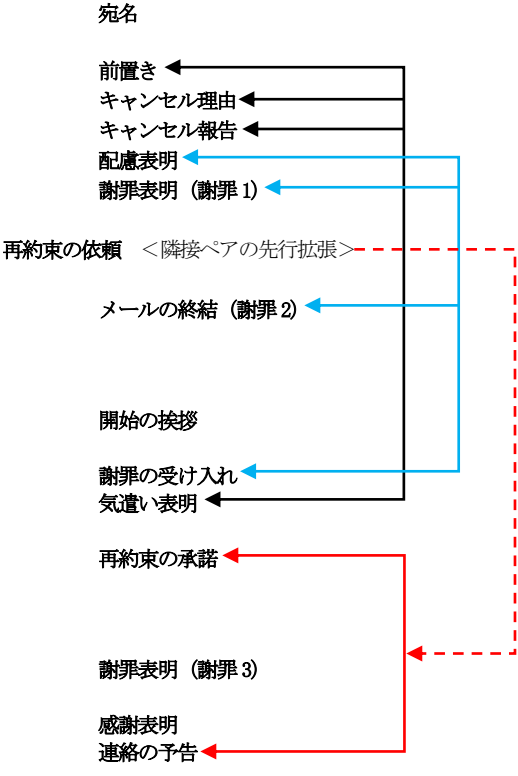 宛名
前置き
キャンセル理由
キャンセル報告
配慮表明
謝罪表明（謝罪 1）
再約束の依頼　＜隣接ペアの先行拡張＞
メールの終結（謝罪 2）
開始の挨拶
謝罪の受け入れ
気遣い表明
再約束の承諾
謝罪表明（謝罪 3）
感謝表明
連絡の予告